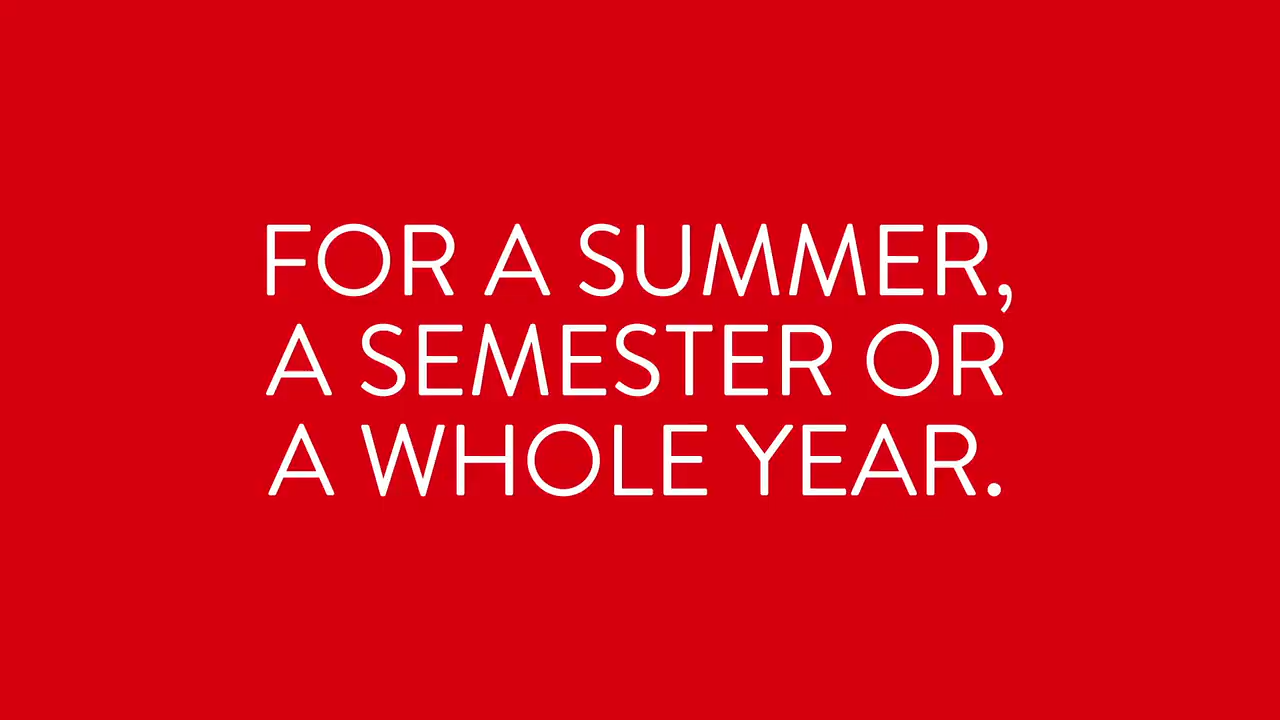 FOR A SUMMER,
A SEMESTER OR
A WHOLE YEAR.